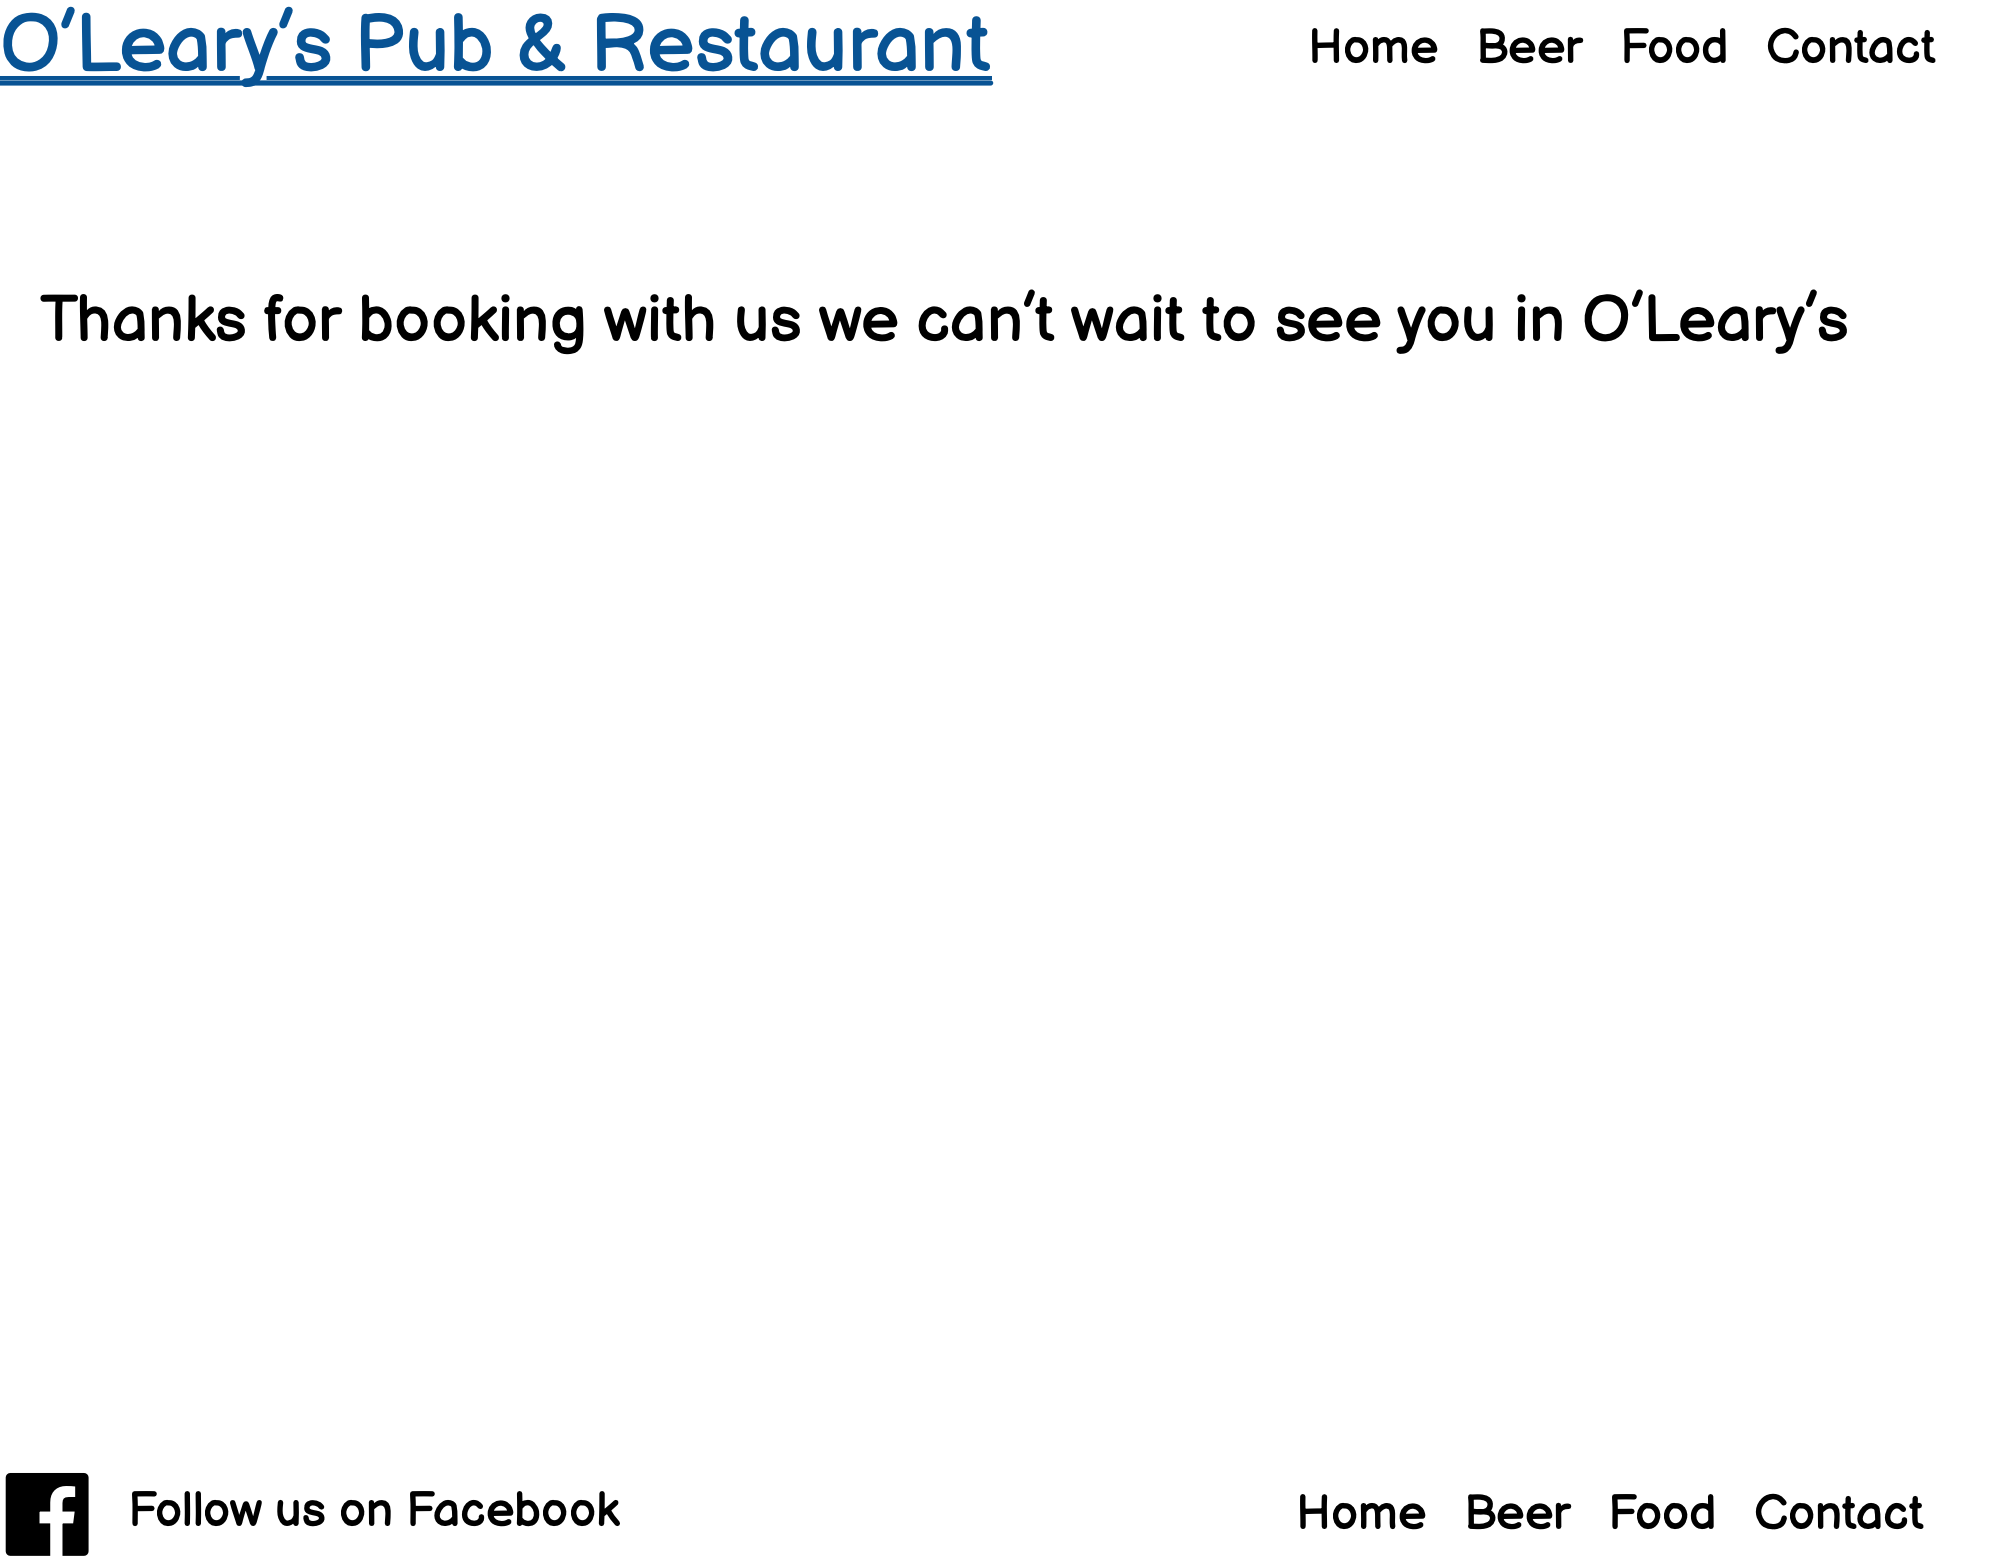 O'Leary's Pub & Restaurant Home Beer Food Contact
Thanks for booking with us we can't wait to see you in O'Leary's
Follow us on Facebook Home Beer Food Contact